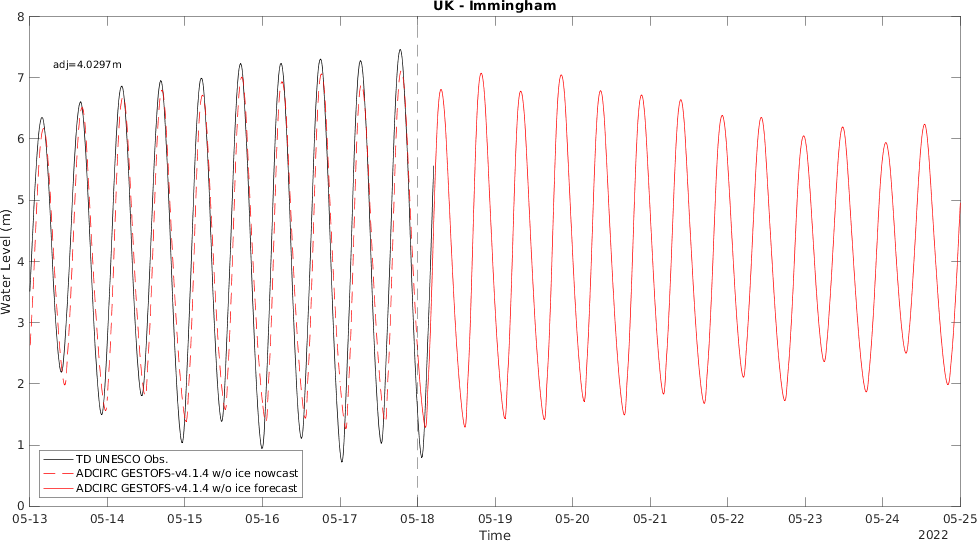 UK - Immingham
8
7
6
5
4
3
2
1
0
Water Level (m)
adj=4.0297m
TD UNESCO Obs.
ADCIRC GESTOFS-v4.1.4 w/o ice nowcast
ADCIRC GESTOFS-v4.1.4 w/o ice forecast
05-13 05-14 05-15 05-16 05-17 05-18 05-19 05-20 05-21 05-22 05-23 05-24 05-25
Time
2022